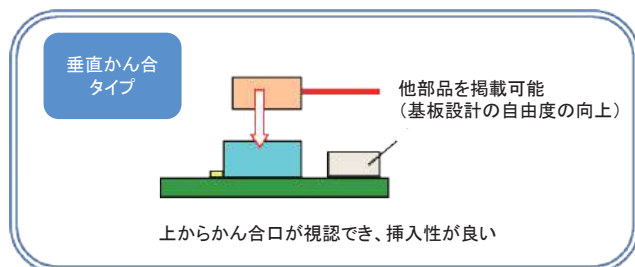 垂直かん合
タイプ
他部品を掲載可能
（基板設計の自由度の向上）
上からかん合口が視認でき、挿入性が良い